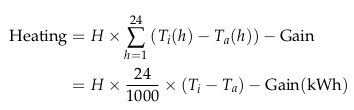 Heating = H × ∑_{h=1}^{24} (T_i(h) − T_a(h)) − Gain
= H × 24/1000 × (T_i − T_a) − Gain(kWh)